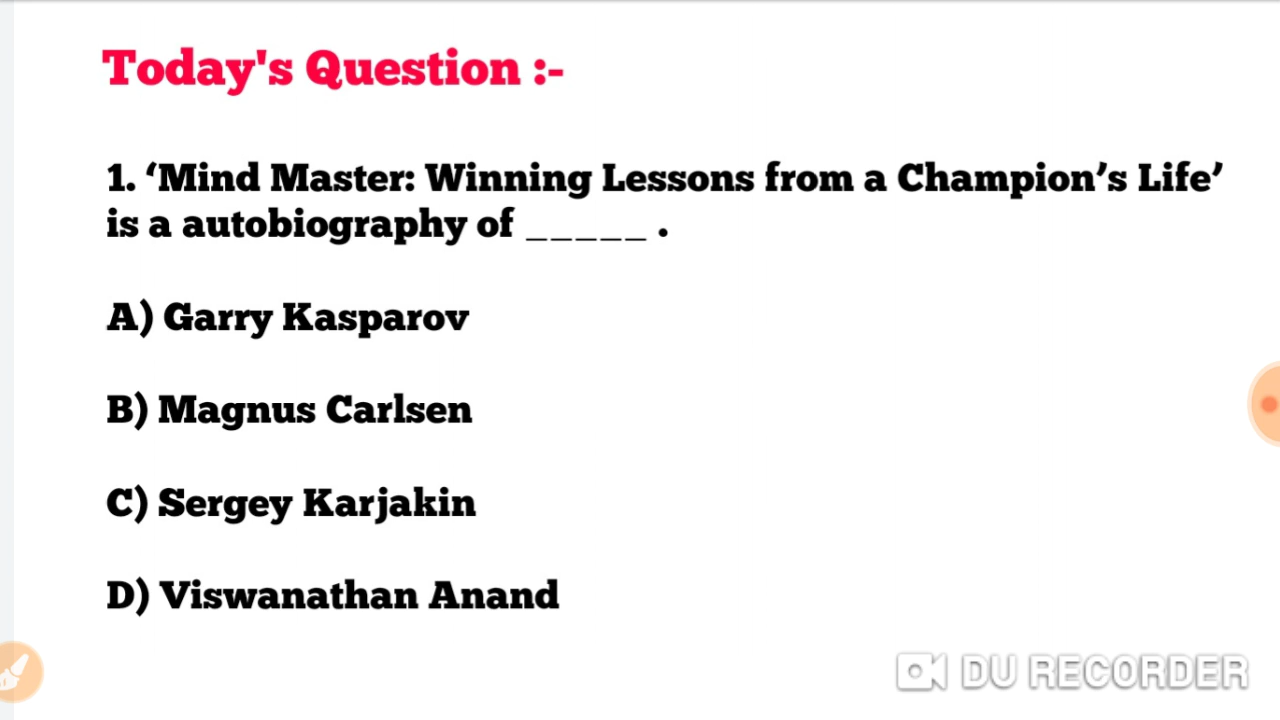 Today's Question :-
1. ‘Mind Master: Winning Lessons from a Champion’s Life’
is a autobiography of _____ .
A) Garry Kasparov
B) Magnus Carlsen
C) Sergey Karjakin
D) Viswanathan Anand
DU RECORDER